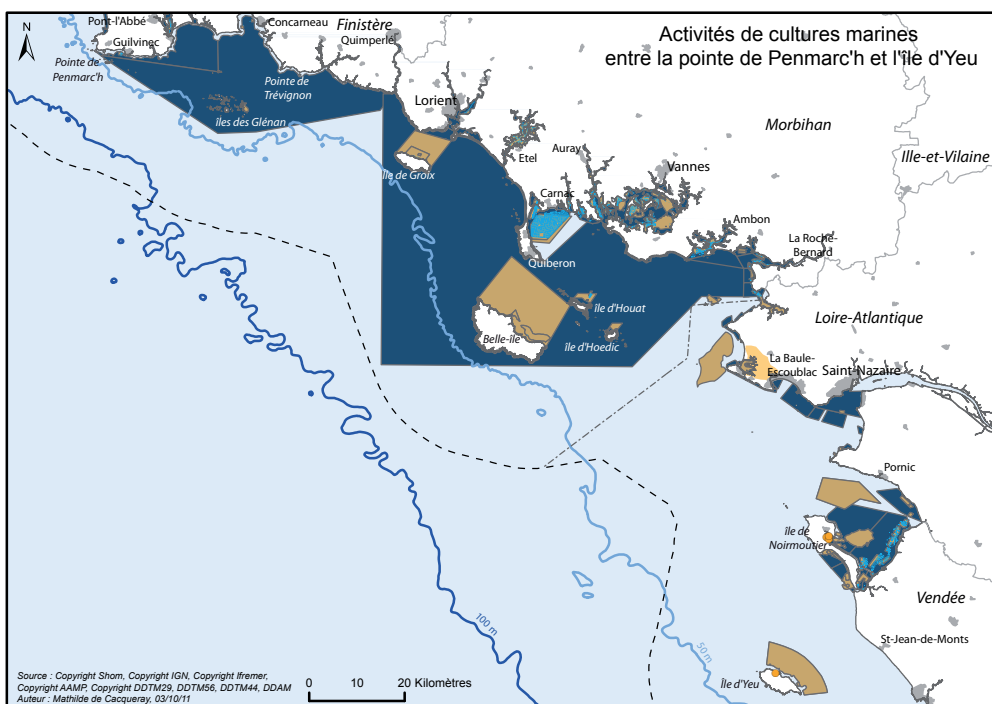 Activités de cultures marines
entre la pointe de Penmarc'h et l'île d'Yeu
N
Pont-l'Abbé
Concarneau
Finistère
Quimperlé
Guilvinec
Pointe de
Penmarc'h
Pointe de
Trévignon
îles des Glénan
Lorient
Morbihan
Ille-et-Vilaine
Etel
Auray
Vannes
île de Groix
Carnac
Ambon
La Roche-
Bernard
Quiberon
île d'Houat
Belle-île
île d'Hoedic
Loire-Atlantique
La Baule-
Escoublac
Saint-Nazaire
Pornic
île de
Noirmoutier
Vendée
St-Jean-de-Monts
100 m
50 m
Île d'Yeu
Source : Copyright Shom, Copyright IGN, Copyright Ifremer,
Copyright AAMP, Copyright DDTM29, DDTM56, DDTM44, DDAM
Auteur : Mathilde de Cacqueray, 03/10/11
0 10 20 Kilomètres